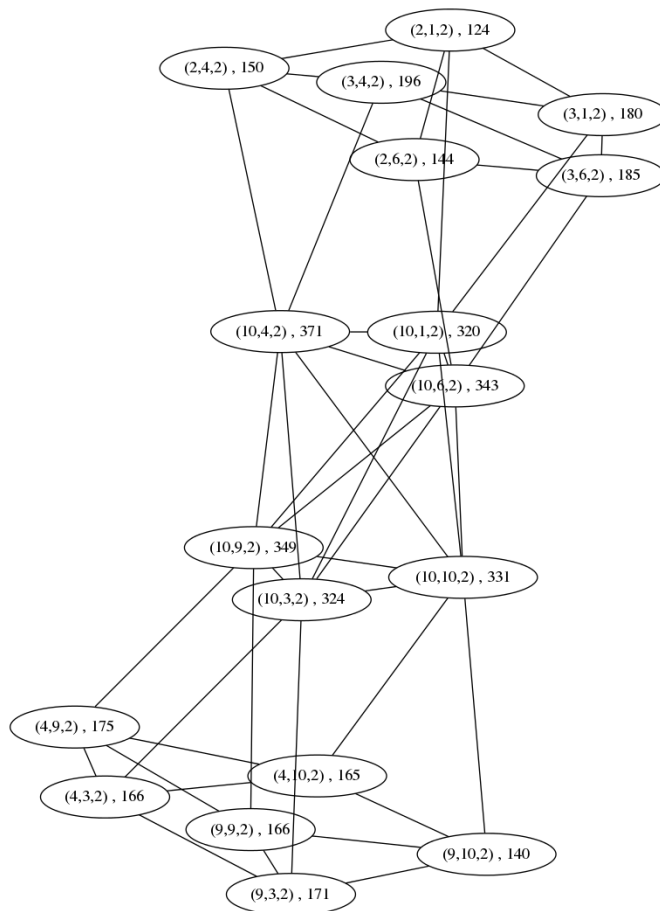 (2,1,2) , 124
(2,4,2) , 150
(3,4,2) , 196
(3,1,2) , 180
(2,6,2) , 144
(3,6,2) , 185
(10,4,2) , 371
(10,1,2) , 320
(10,6,2) , 343
(10,9,2) , 349
(10,10,2) , 331
(10,3,2) , 324
(4,9,2) , 175
(4,10,2) , 165
(4,3,2) , 166
(9,9,2) , 166
(9,10,2) , 140
(9,3,2) , 171